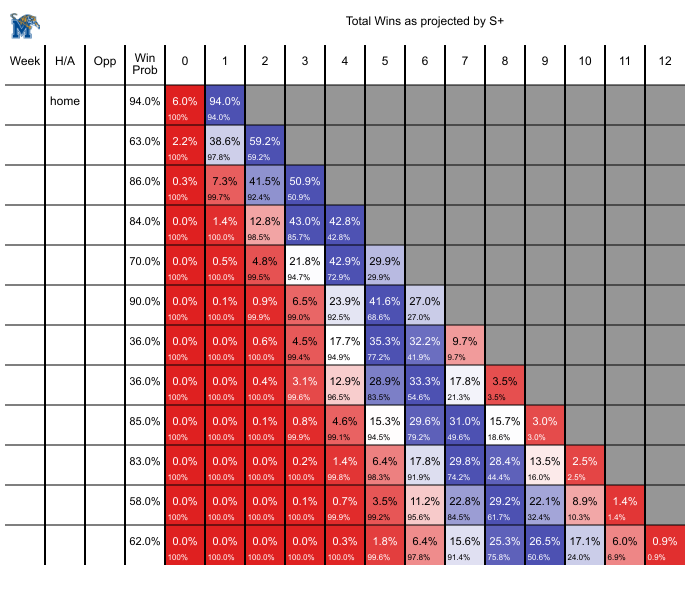 Total Wins as projected by S+
M
Week H/A Opp Win Prob 0 1 2 3 4 5 6 7 8 9 10 11 12
home 94.0% 6.0% 94.0%
100% 94.0%
63.0% 2.2% 38.6% 59.2%
100% 97.8% 59.2%
86.0% 0.3% 7.3% 41.5% 50.9%
100% 99.7% 92.4% 50.9%
84.0% 0.0% 1.4% 12.8% 43.0% 42.8%
100% 100.0% 98.5% 85.7% 42.8%
70.0% 0.0% 0.5% 4.8% 21.8% 42.9% 29.9%
100% 100.0% 99.5% 94.7% 72.9% 29.9%
90.0% 0.0% 0.1% 0.9% 6.5% 23.9% 41.6% 27.0%
100% 100.0% 99.9% 99.0% 92.5% 68.6% 27.0%
36.0% 0.0% 0.0% 0.6% 4.5% 17.7% 35.3% 32.2% 9.7%
100% 100.0% 100.0% 99.4% 94.9% 77.2% 41.9% 9.7%
36.0% 0.0% 0.0% 0.4% 3.1% 12.9% 28.9% 33.3% 17.8% 3.5%
100% 100.0% 100.0% 99.6% 96.5% 83.5% 54.6% 21.3% 3.5%
85.0% 0.0% 0.0% 0.1% 0.8% 4.6% 15.3% 29.6% 31.0% 15.7% 3.0%
100% 100.0% 100.0% 99.9% 99.1% 94.5% 79.2% 49.6% 18.6% 3.0%
83.0% 0.0% 0.0% 0.0% 0.2% 1.4% 6.4% 17.8% 29.8% 28.4% 13.5% 2.5%
100% 100.0% 100.0% 100.0% 99.8% 98.3% 91.9% 74.2% 44.4% 16.0% 2.5%
58.0% 0.0% 0.0% 0.0% 0.1% 0.7% 3.5% 11.2% 22.8% 29.2% 22.1% 8.9% 1.4%
100% 100.0% 100.0% 100.0% 99.9% 99.2% 95.6% 84.5% 61.7% 32.4% 10.3% 1.4%
62.0% 0.0% 0.0% 0.0% 0.0% 0.3% 1.8% 6.4% 15.6% 25.3% 26.5% 17.1% 6.0% 0.9%
100% 100.0% 100.0% 100.0% 100.0% 99.6% 97.8% 91.4% 75.8% 50.6% 24.0% 6.9% 0.9%